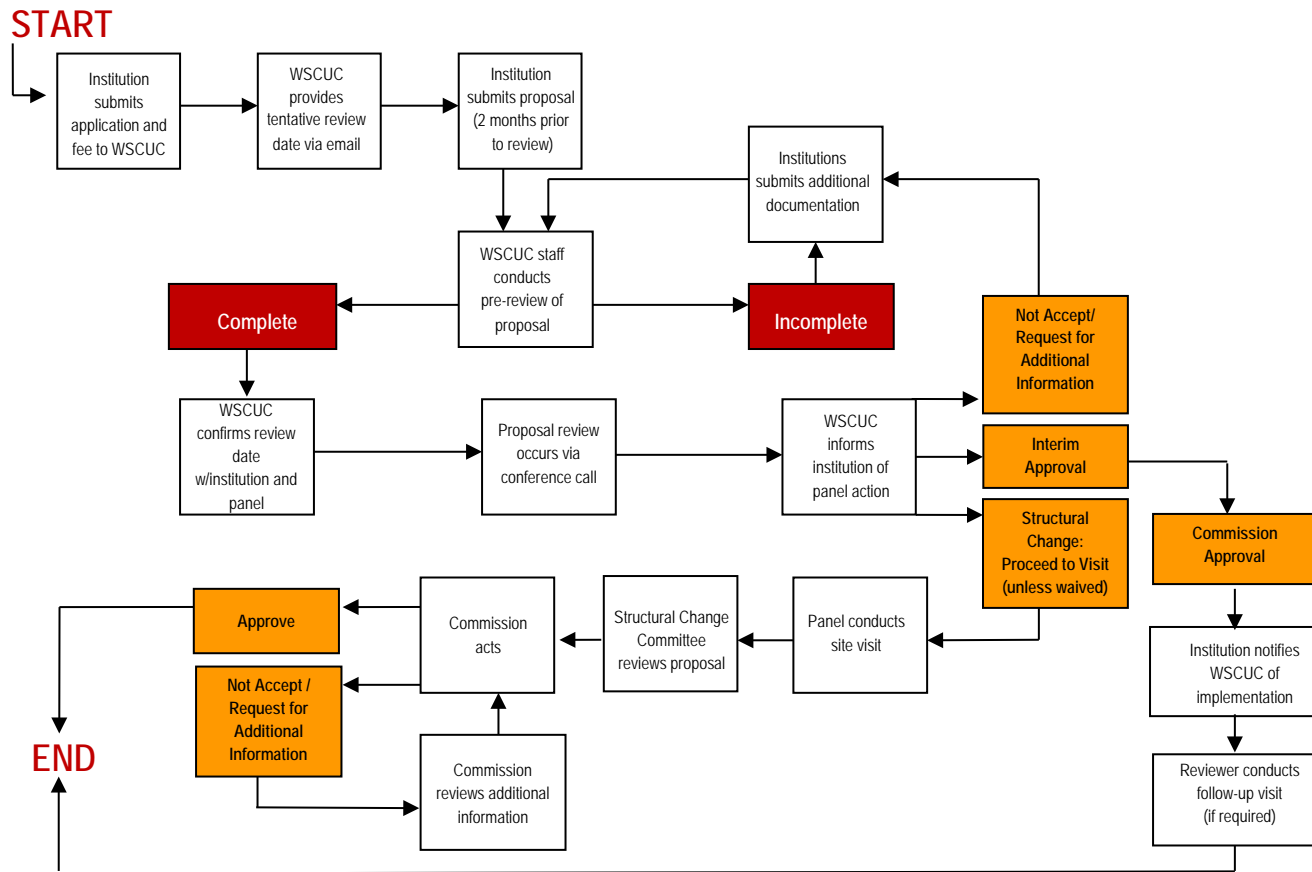 START
Institution
submits
application and
fee to WSCUC
WSCUC
provides
tentative review
date via email
Institution
submits proposal
(2 months prior
to review)
Institutions
submits additional
documentation
WSCUC staff
conducts
pre-review of
proposal
Complete
Incomplete
Not Accept/
Request for
Additional
Information
WSCUC
confirms review
date
w/institution and
panel
Proposal review
occurs via
conference call
WSCUC
informs
institution of
panel action
Interim
Approval
Structural
Change:
Proceed to Visit
(unless waived)
Commission
Approval
Approve
Commission
acts
Structural Change
Committee
reviews proposal
Panel conducts
site visit
Institution notifies
WSCUC of
implementation
Not Accept /
Request for
Additional
Information
END
Commission
reviews additional
information
Reviewer conducts
follow-up visit
(if required)